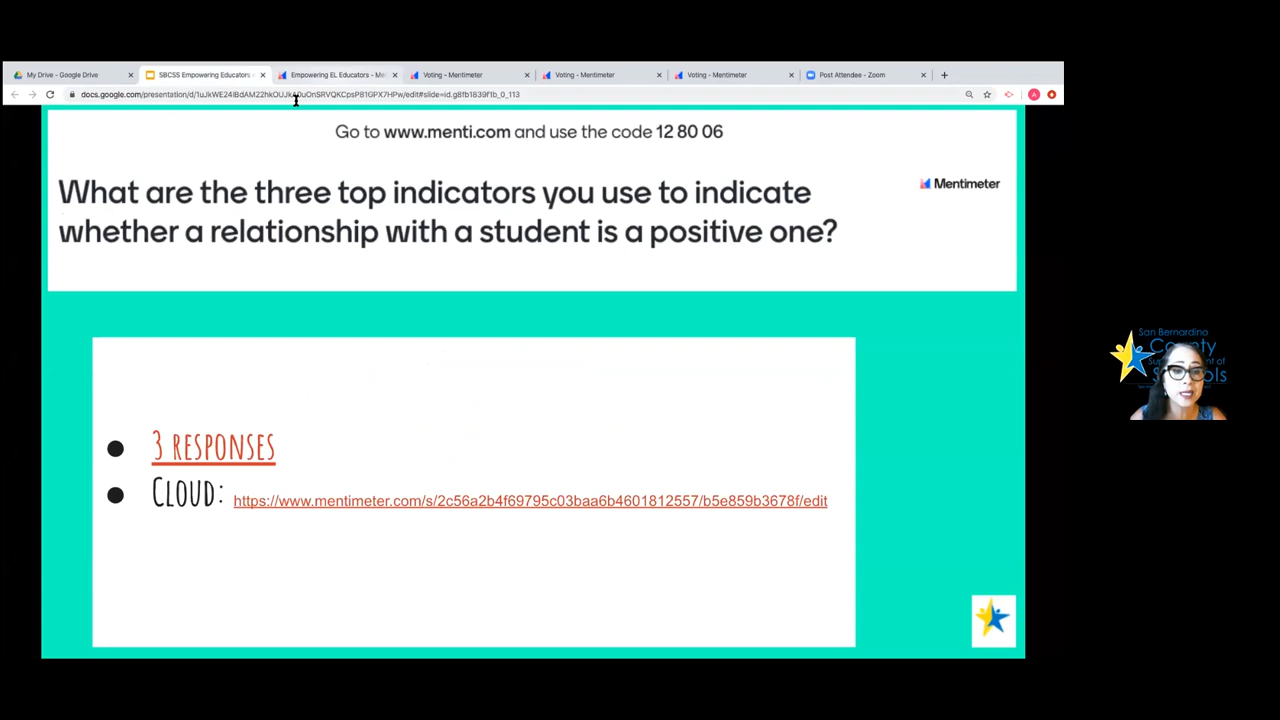 My Drive - Google Drive
SBCSS Empowering Educators
Empowering EL Educators - Me
Voting - Mentimeter
Voting - Mentimeter
Voting - Mentimeter
Post Attendee - Zoom
Go to www.menti.com and use the code 12 80 06
What are the three top indicators you use to indicate
whether a relationship with a student is a positive one?
Mentimeter
3 RESPONSES
CLOUD: https://www.mentimeter.com/s/2c56a2b4f69795c03baa6b4601812557/b5e859b3678f/edit
San Bernardino
County
of